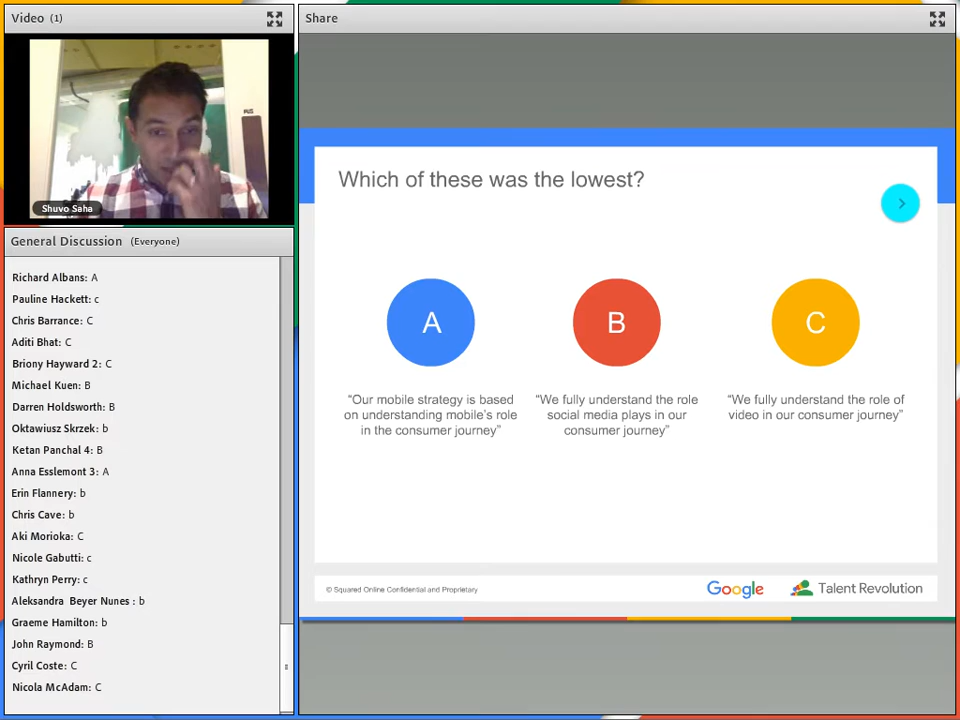 Video (1)
Shuvo Saha
General Discussion (Everyone)
Richard Albans: A
Pauline Hackett: c
Chris Barrance: C
Aditi Bhat: C
Briony Hayward 2: C
Michael Kuen: B
Darren Holdsworth: B
Oktawiusz Skrzek: b
Ketan Panchal 4: B
Anna Esslemont 3: A
Erin Flannery: b
Chris Cave: b
Aki Morioka: C
Nicole Gabutti: c
Kathryn Perry: c
Aleksandra Beyer Nunes : b
Graeme Hamilton: b
John Raymond: B
Cyril Coste: C
Nicola McAdam: C
Share
Which of these was the lowest?
A
“Our mobile strategy is based
on understanding mobile’s role
in the consumer journey”
B
“We fully understand the role
social media plays in our
consumer journey”
C
“We fully understand the role of
video in our consumer journey”
© Squared Online Confidential and Proprietary
Google
Talent Revolution